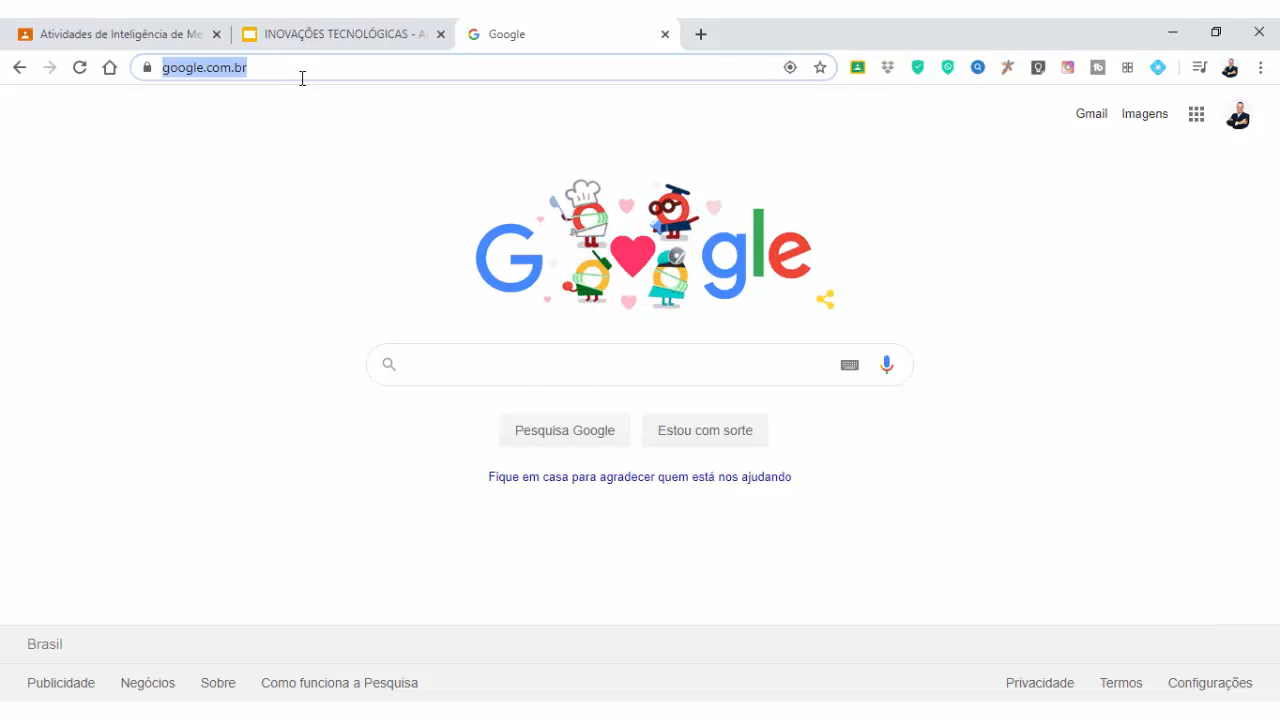 Atividades de Inteligência de Me
INOVAÇÕES TECNOLÓGICAS - A
Google
google.com.br
Gmail Imagens
Google
Pesquisa Google Estou com sorte
Fique em casa para agradecer quem está nos ajudando
Brasil
Publicidade Negócios Sobre Como funciona a Pesquisa Privacidade Termos Configurações